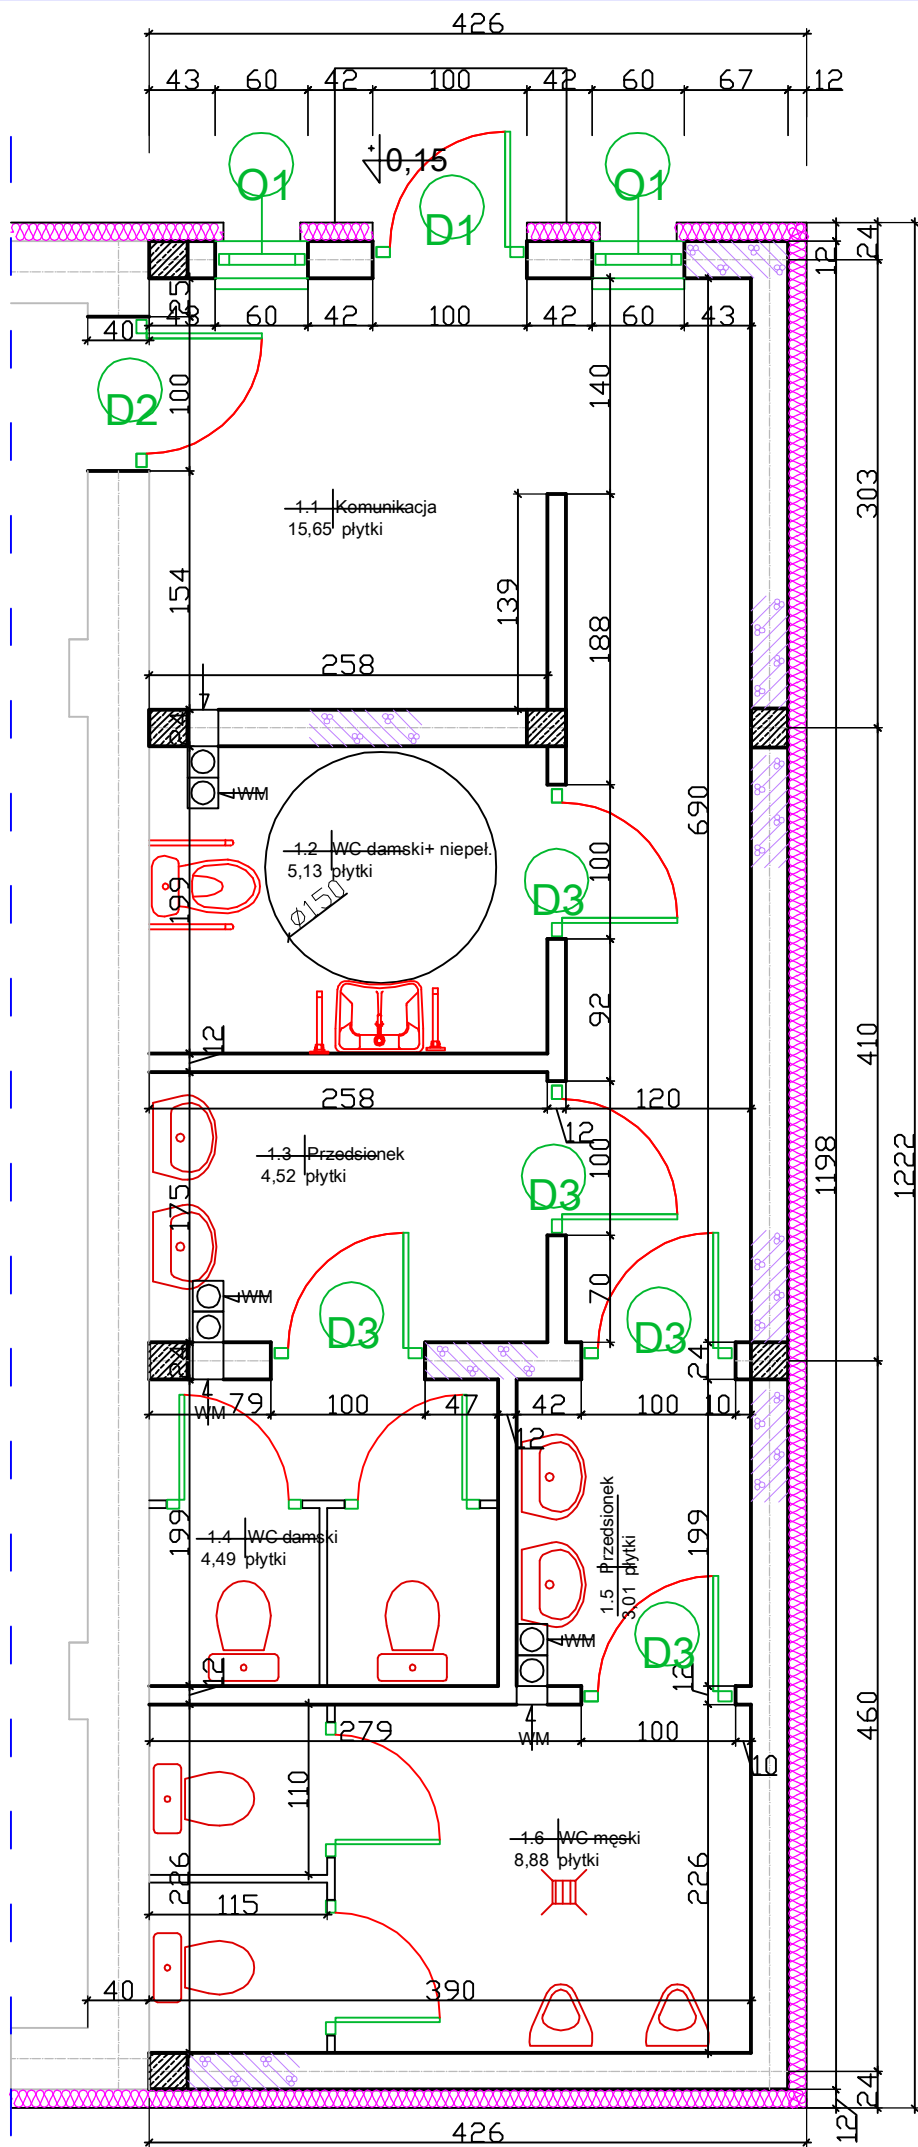 426
43 60 42 100 42 60 67 12
+0,15
O1 D1 O1
12 24
25
43 60 42 100 42 60 43
40
D2
100
140
303
1.1 Komunikacja
15,65 płytki
154
139
188
258
7
24
WM
690
1.2 WC damski+ niepeł.
5,13 płytki
Ø150
199
100
D3
92
410
12
258 120
12
1.3 Przedsionek
4,52 płytki
100
175
D3
1198
1222
WM
70
D3 D3
24 24
4
WM
79 100 47 42 100 10
12
1.4 WC damski
4,49 płytki
199
1.5 Przedsionek
3,01 płytki
199
WM
D3
12
12
4
WM
279 100
10
460
110
1.6 WC męski
8,88 płytki
226
226
115
40 390
24
12
426